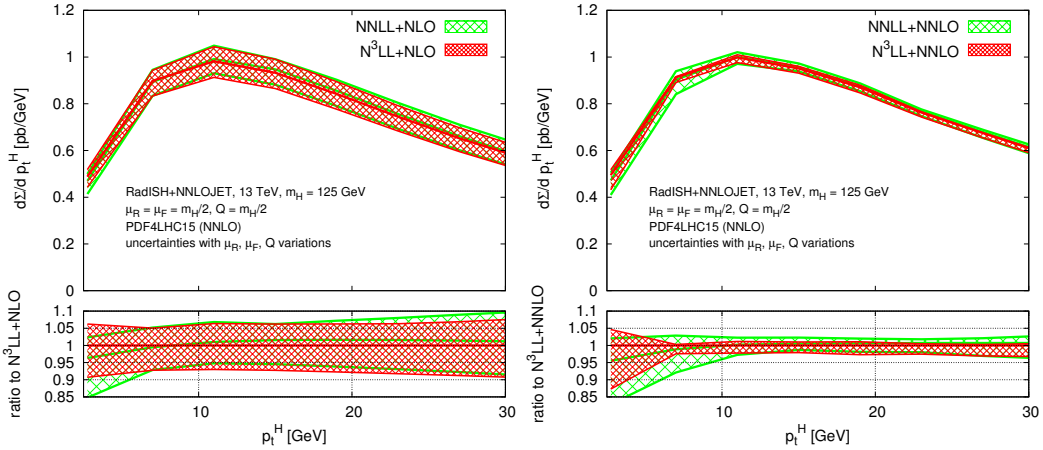 NNLL+NLO
N³LL+NLO
dΣ/d p_t^H [pb/GeV]
1.2
1
0.8
0.6
0.4
0.2
0
RadISH+NNLOJET, 13 TeV, m_H = 125 GeV
μ_R = μ_F = m_H/2, Q = m_H/2
PDF4LHC15 (NNLO)
uncertainties with μ_R, μ_F, Q variations
ratio to N³LL+NLO
1.1
1.05
1
0.95
0.9
0.85
10
20
30
p_t^H [GeV]
NNLL+NNLO
N³LL+NNLO
dΣ/d p_t^H [pb/GeV]
1.2
1
0.8
0.6
0.4
0.2
0
RadISH+NNLOJET, 13 TeV, m_H = 125 GeV
μ_R = μ_F = m_H/2, Q = m_H/2
PDF4LHC15 (NNLO)
uncertainties with μ_R, μ_F, Q variations
ratio to N³LL+NNLO
1.1
1.05
1
0.95
0.9
0.85
10
20
30
p_t^H [GeV]